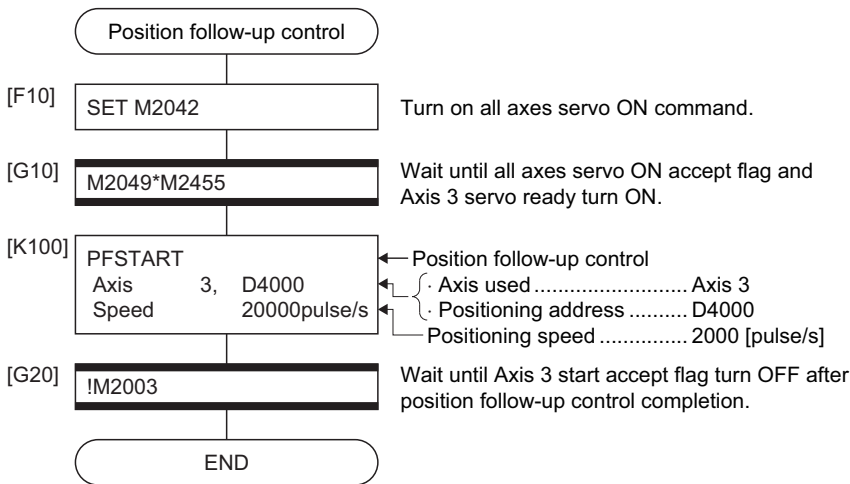 Position follow-up control
[F10]
SET M2042
Turn on all axes servo ON command.
[G10]
M2049*M2455
Wait until all axes servo ON accept flag and
Axis 3 servo ready turn ON.
[K100]
PFSTART
Axis 3, D4000
Speed 20000pulse/s
Position follow-up control
· Axis used .......................... Axis 3
· Positioning address .......... D4000
Positioning speed ............... 2000 [pulse/s]
[G20]
!M2003
Wait until Axis 3 start accept flag turn OFF after
position follow-up control completion.
END